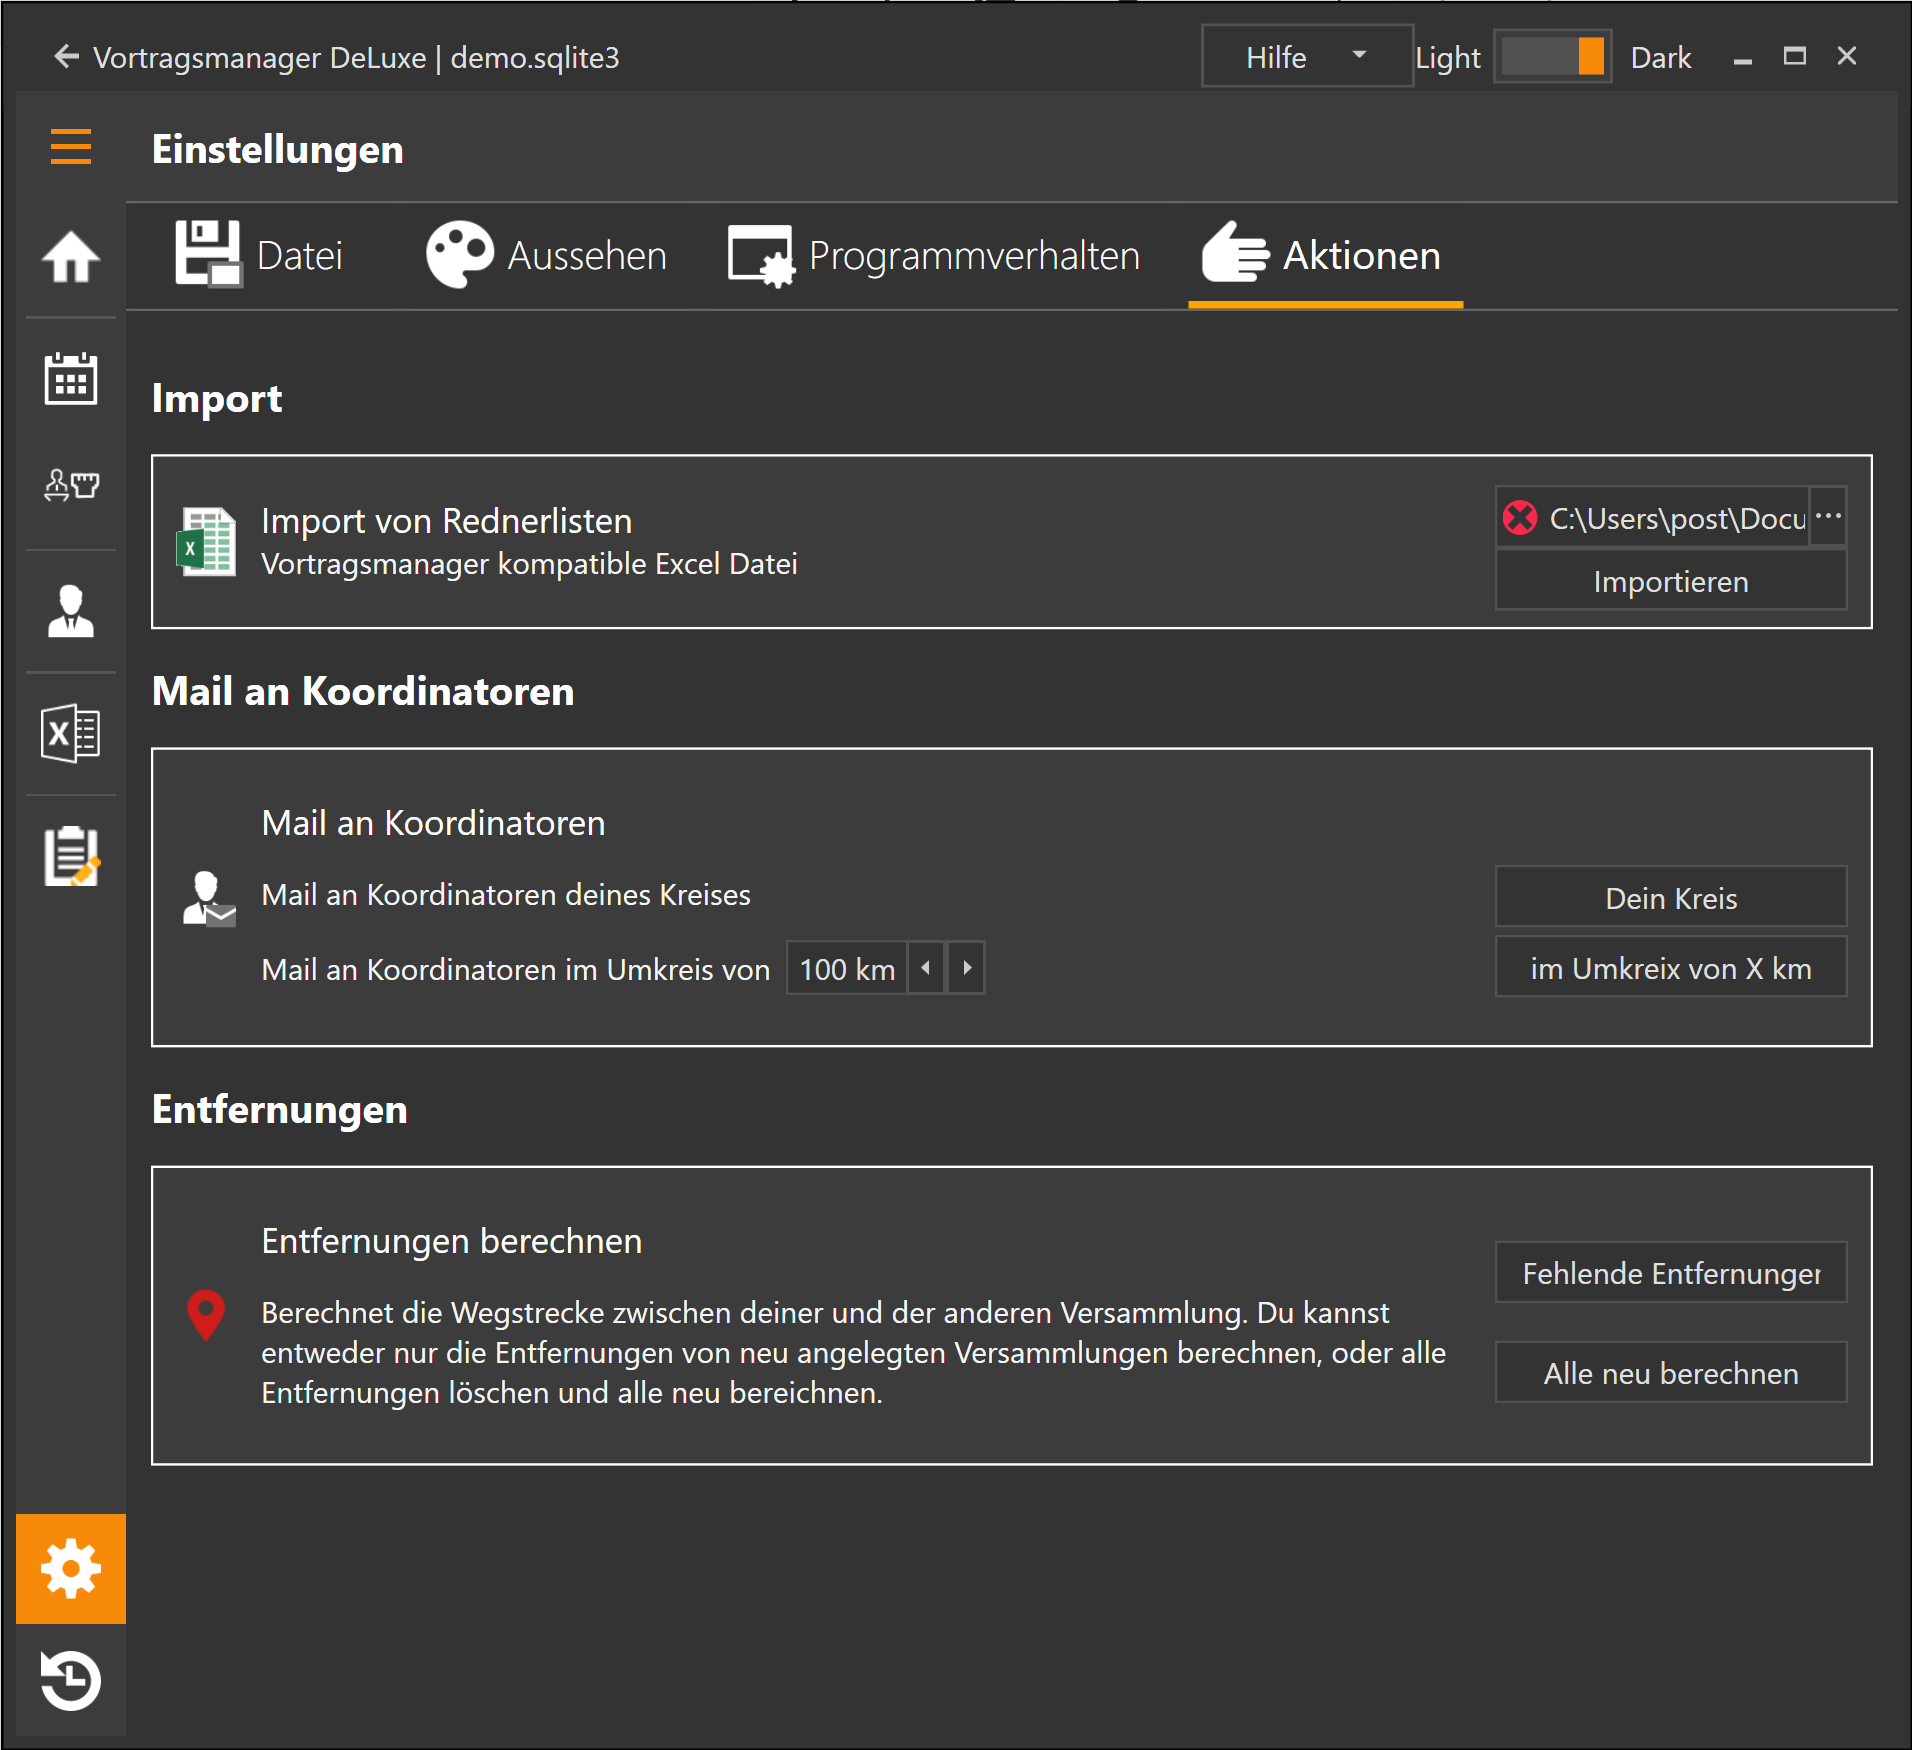 Vortragsmanager DeLuxe | demo.sqlite3
Hilfe
Light
Dark
Einstellungen
Datei
Aussehen
Programmverhalten
Aktionen
Import
Import von Rednerlisten
Vortragsmanager kompatible Excel Datei
C:\Users\post\Docu
...
Importieren
Mail an Koordinatoren
Mail an Koordinatoren
Mail an Koordinatoren deines Kreises
Dein Kreis
Mail an Koordinatoren im Umkreis von 100 km
im Umkreix von X km
Entfernungen
Entfernungen berechnen
Berechnet die Wegstrecke zwischen deiner und der anderen Versammlung. Du kannst
entweder nur die Entfernungen von neu angelegten Versammlungen berechnen, oder alle
Entfernungen löschen und alle neu bereichnen.
Fehlende Entfernungen
Alle neu berechnen